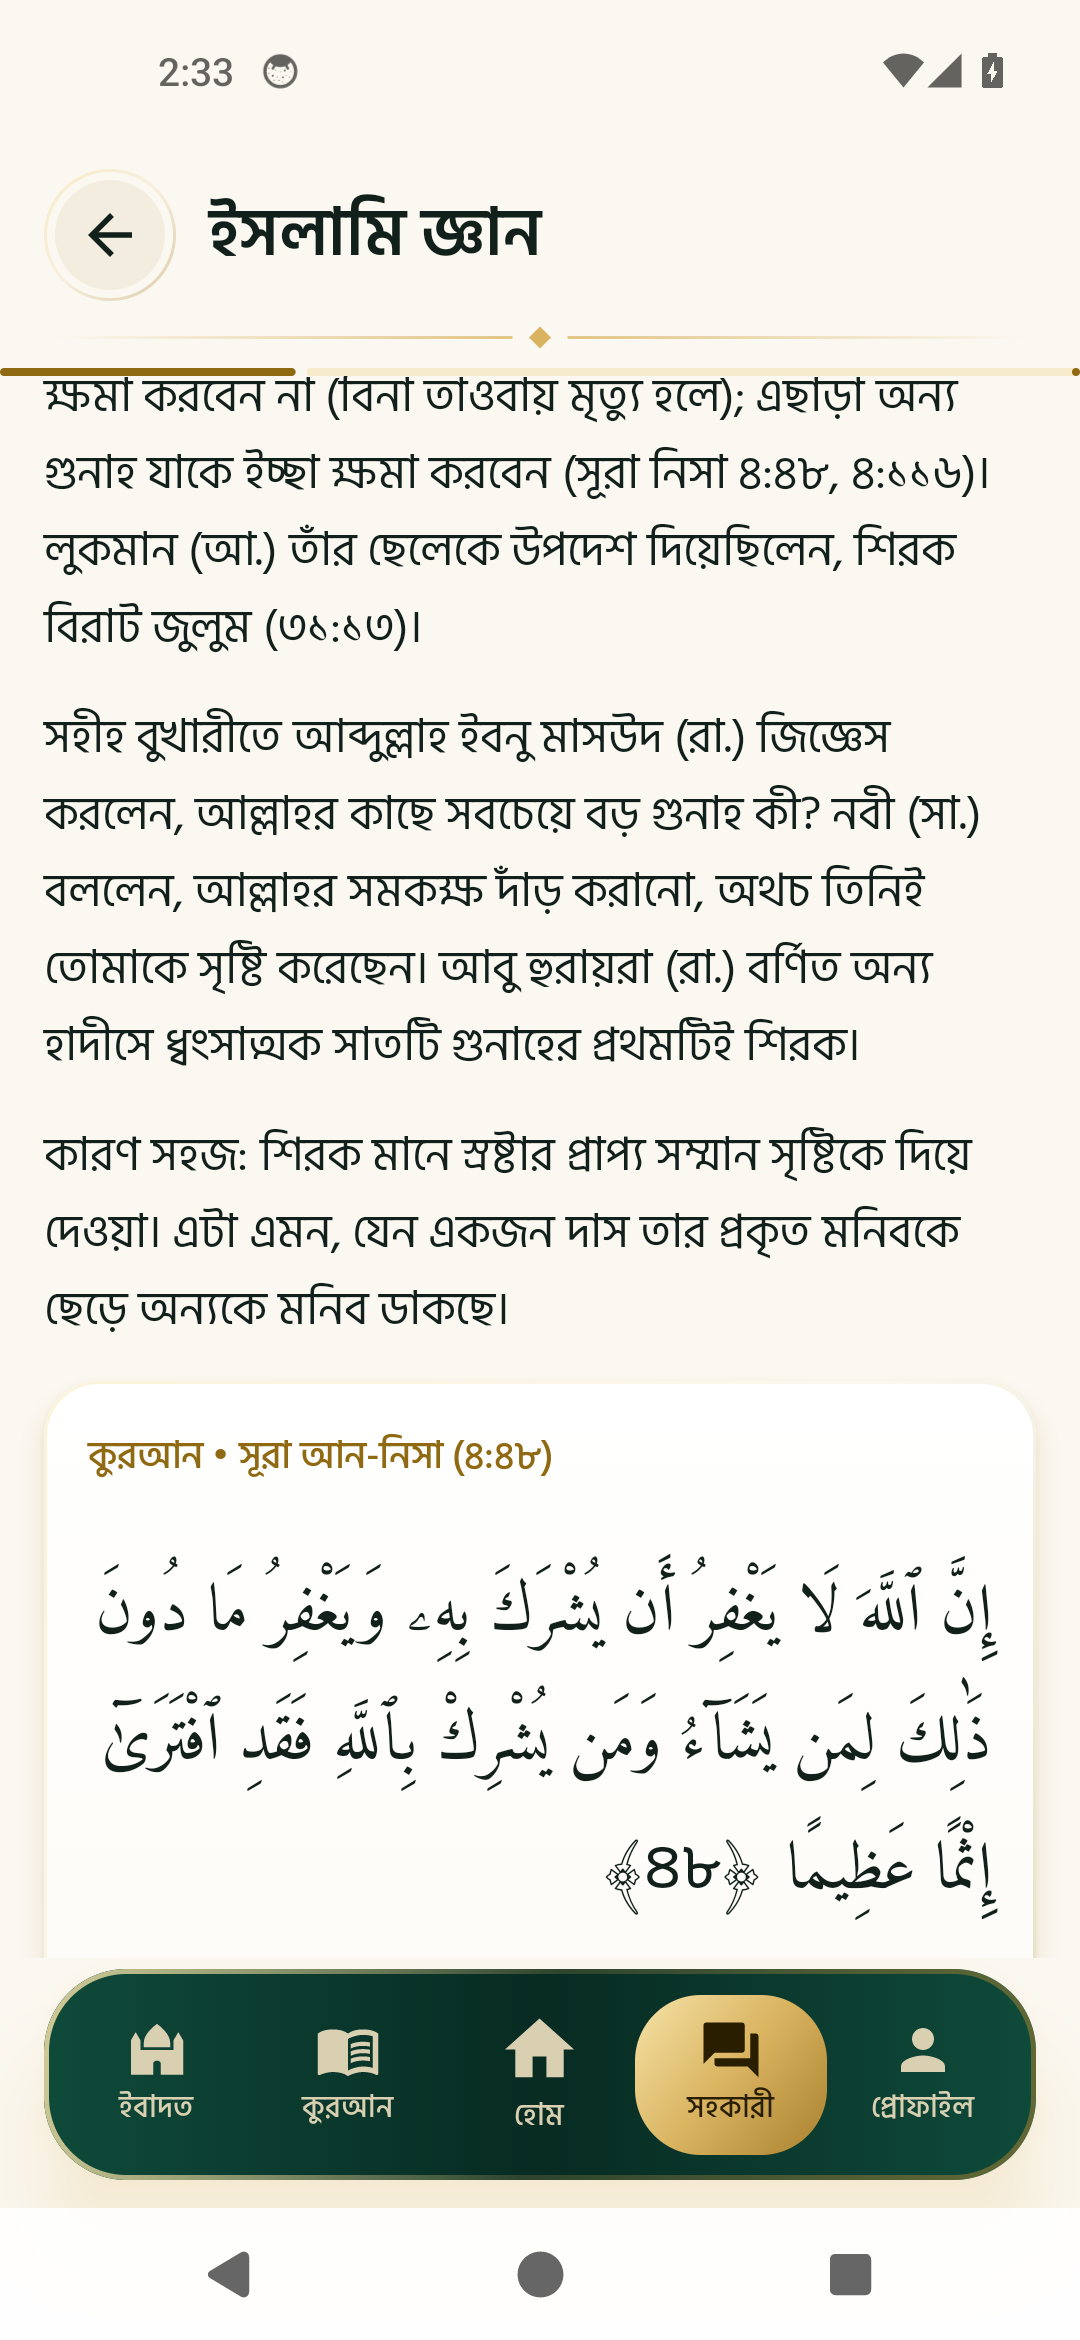 2:33
ইসলামি জ্ঞান
ক্ষমা করবেন না (বিনা তাওবায় মৃত্যু হলে); এছাড়া অন্য
গুনাহ যাকে ইচ্ছা ক্ষমা করবেন (সূরা নিসা ৪:৪৮, ৪:১১৬)।
লুকমান (আ.) তাঁর ছেলেকে উপদেশ দিয়েছিলেন, শিরক
বিরাট জুলুম (৩১:১৩)।
সহীহ বুখারীতে আব্দুল্লাহ ইবনু মাসউদ (রা.) জিজ্ঞেস
করলেন, আল্লাহর কাছে সবচেয়ে বড় গুনাহ কী? নবী (সা.)
বললেন, আল্লাহর সমকক্ষ দাঁড় করানো, অথচ তিনিই
তোমাকে সৃষ্টি করেছেন। আবু হুরায়রা (রা.) বর্ণিত অন্য
হাদীসে ধ্বংসাত্মক সাতটি গুনাহের প্রথমটিই শিরক।
কারণ সহজ: শিরক মানে স্রষ্টার প্রাপ্য সম্মান সৃষ্টিকে দিয়ে
দেওয়া। এটা এমন, যেন একজন দাস তার প্রকৃত মনিবকে
ছেড়ে অন্যকে মনিব ডাকছে।
কুরআন • সূরা আন-নিসা (৪:৪৮)
إِنَّ ٱللَّهَ لَا يَغْفِرُ أَن يُشْرَكَ بِهِۦ وَيَغْفِرُ مَا دُونَ
ذَٰلِكَ لِمَن يَشَآءُ وَمَن يُشْرِكْ بِٱللَّهِ فَقَدِ ٱفْتَرَىٰٓ
إِثْمًا عَظِيمًا ﴿৪৮﴾
ইবাদত
কুরআন
হোম
সহকারী
প্রোফাইল